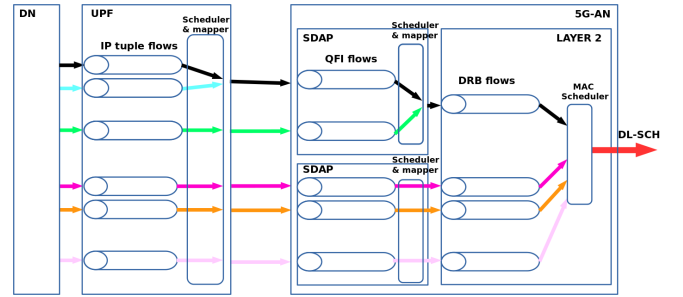 DN
UPF
Scheduler
& mapper
IP tuple flows
5G-AN
SDAP
Scheduler
& mapper
QFI flows
LAYER 2
DRB flows
MAC
Scheduler
DL-SCH
SDAP
Scheduler
& mapper